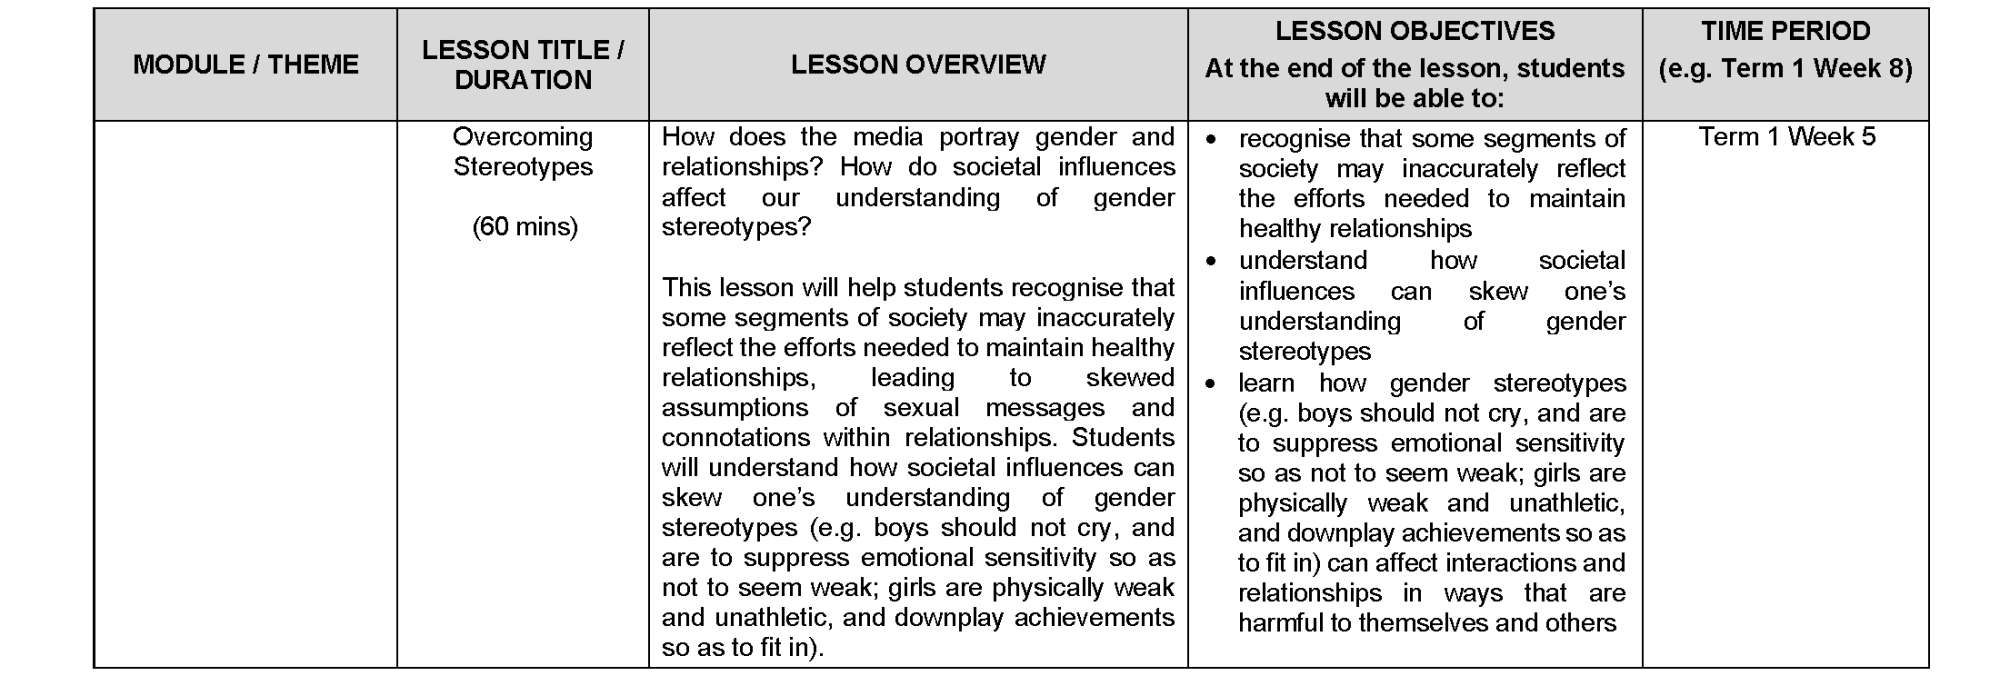 MODULE / THEME
LESSON TITLE /
DURATION
LESSON OVERVIEW
LESSON OBJECTIVES
At the end of the lesson, students
will be able to:
TIME PERIOD
(e.g. Term 1 Week 8)
Overcoming
Stereotypes
(60 mins)
How does the media portray gender and
relationships? How do societal influences
affect our understanding of gender
stereotypes?
This lesson will help students recognise that
some segments of society may inaccurately
reflect the efforts needed to maintain healthy
relationships, leading to skewed
assumptions of sexual messages and
connotations within relationships. Students
will understand how societal influences can
skew one’s understanding of gender
stereotypes (e.g. boys should not cry, and
are to suppress emotional sensitivity so as
not to seem weak; girls are physically weak
and unathletic, and downplay achievements
so as to fit in).
• recognise that some segments of
society may inaccurately reflect
the efforts needed to maintain
healthy relationships
• understand how societal
influences can skew one’s
understanding of gender
stereotypes
• learn how gender stereotypes
(e.g. boys should not cry, and are
to suppress emotional sensitivity
so as not to seem weak; girls are
physically weak and unathletic,
and downplay achievements so as
to fit in) can affect interactions and
relationships in ways that are
harmful to themselves and others
Term 1 Week 5